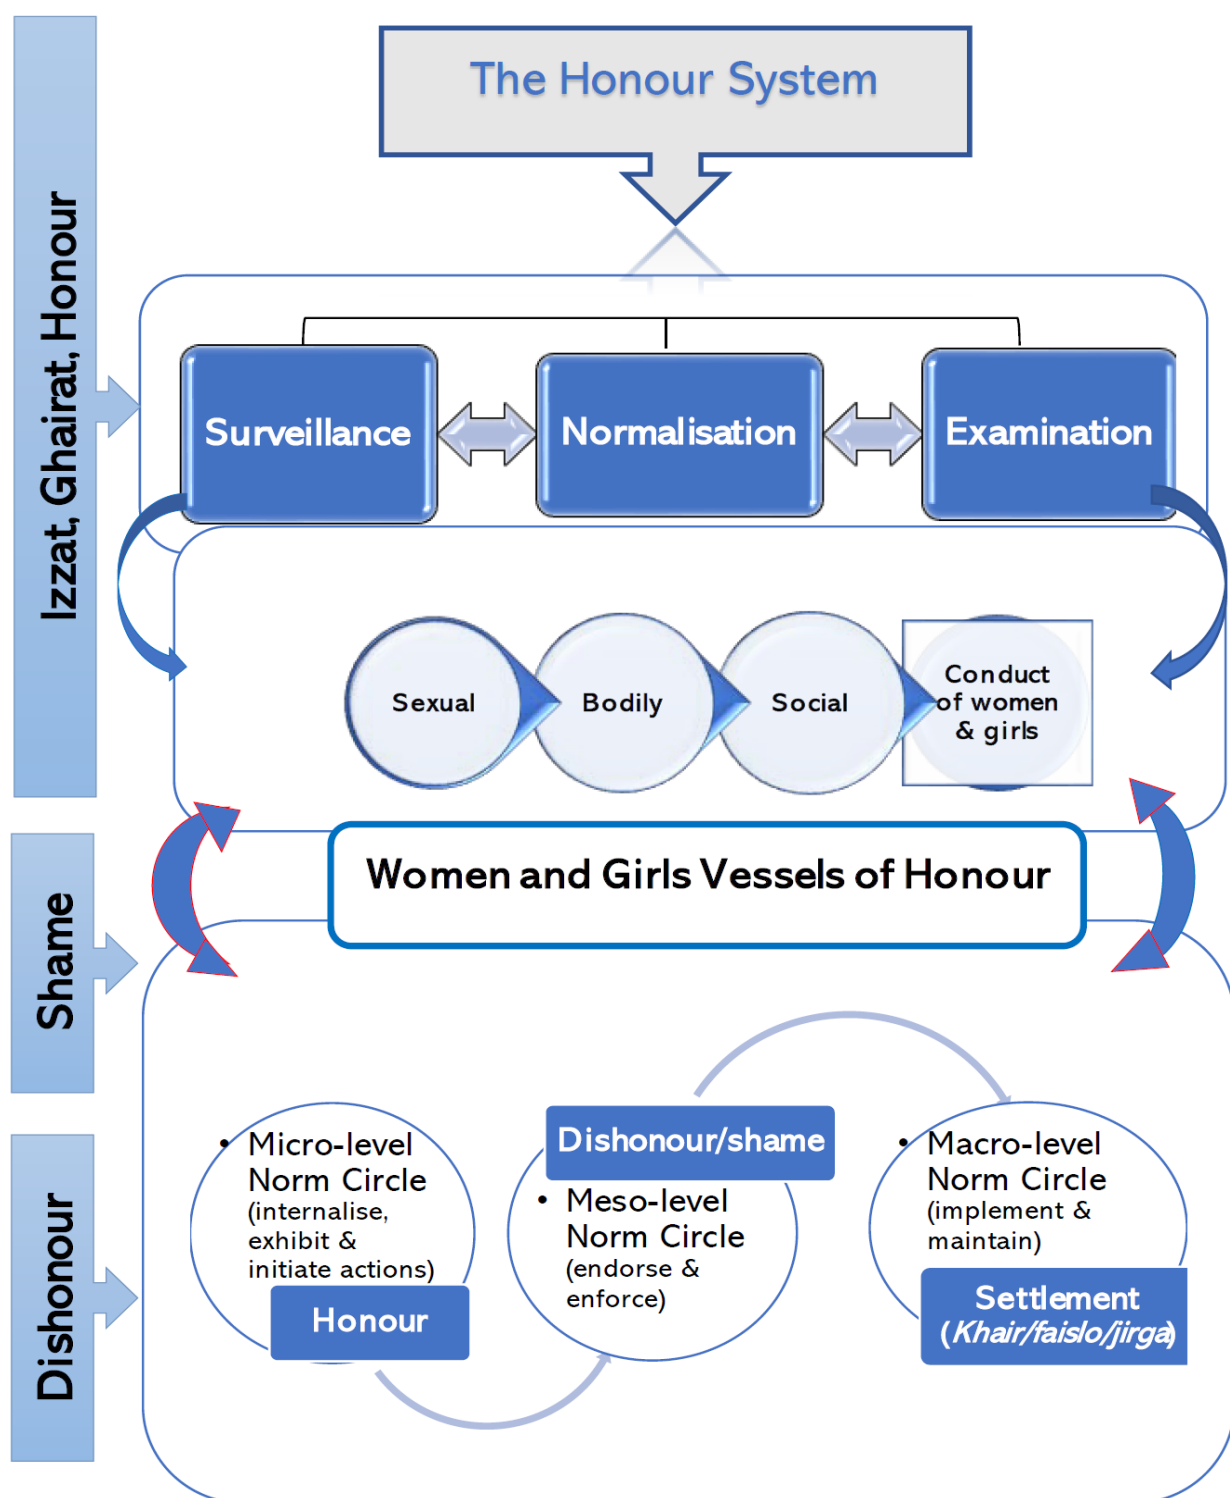 The Honour System
Izzat, Ghairat, Honour
Surveillance
Normalisation
Examination
Sexual
Bodily
Social
Conduct
of women
& girls
Women and Girls Vessels of Honour
Shame
Dishonour
• Micro-level
Norm Circle
(internalise,
exhibit &
initiate actions)
Honour
Dishonour/shame
• Meso-level
Norm Circle
(endorse &
enforce)
• Macro-level
Norm Circle
(implement &
maintain)
Settlement
(Khair/faislo/jirga)